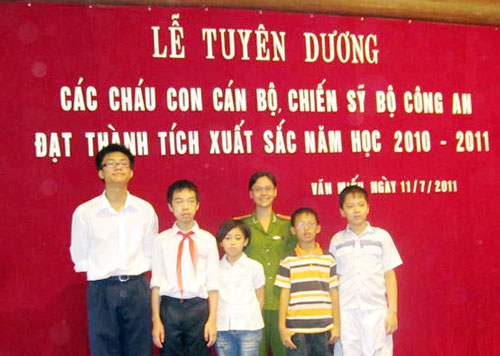 LỄ TUYÊN DƯƠNG
CÁC CHÁU CON CÁN BỘ, CHIẾN SỸ BỘ CÔNG AN
ĐẠT THÀNH TÍCH XUẤT SẮC NĂM HỌC 2010 - 2011
VĂN MIẾU, NGÀY 11/7/2011